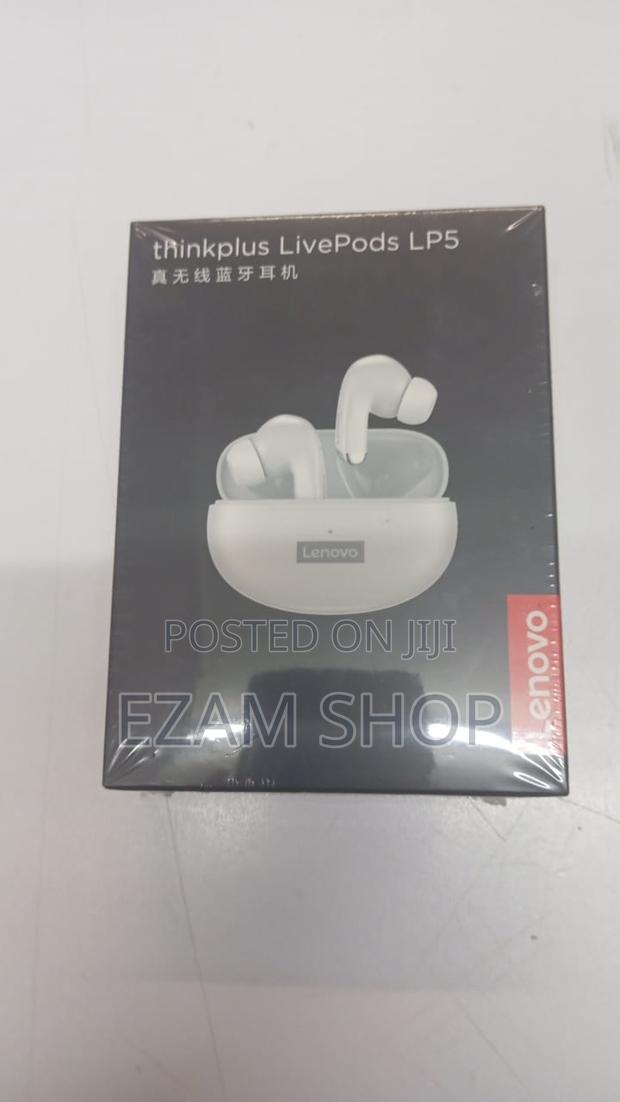 thinkplus LivePods LP5
真无线蓝牙耳机
Lenovo
Lenovo
POSTED ON JIJI
EZAM SHOP